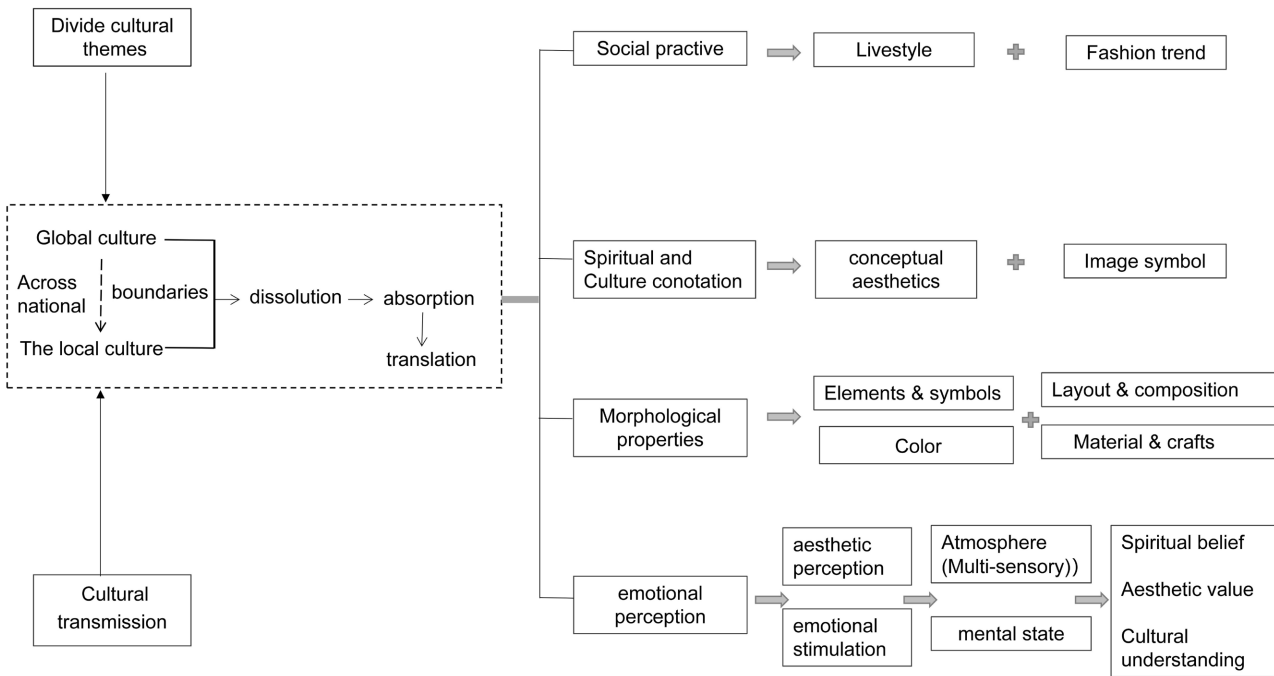 Divide cultural
themes
Global culture
Across
national
boundaries
The local culture
dissolution
absorption
translation
Cultural
transmission
Social practive
Livestyle
Fashion trend
Spiritual and
Culture conotation
conceptual
aesthetics
Image symbol
Morphological
properties
Elements & symbols
Color
Layout & composition
Material & crafts
emotional
perception
aesthetic
perception
emotional
stimulation
Atmosphere
(Multi-sensory))
mental state
Spiritual belief
Aesthetic value
Cultural
understanding